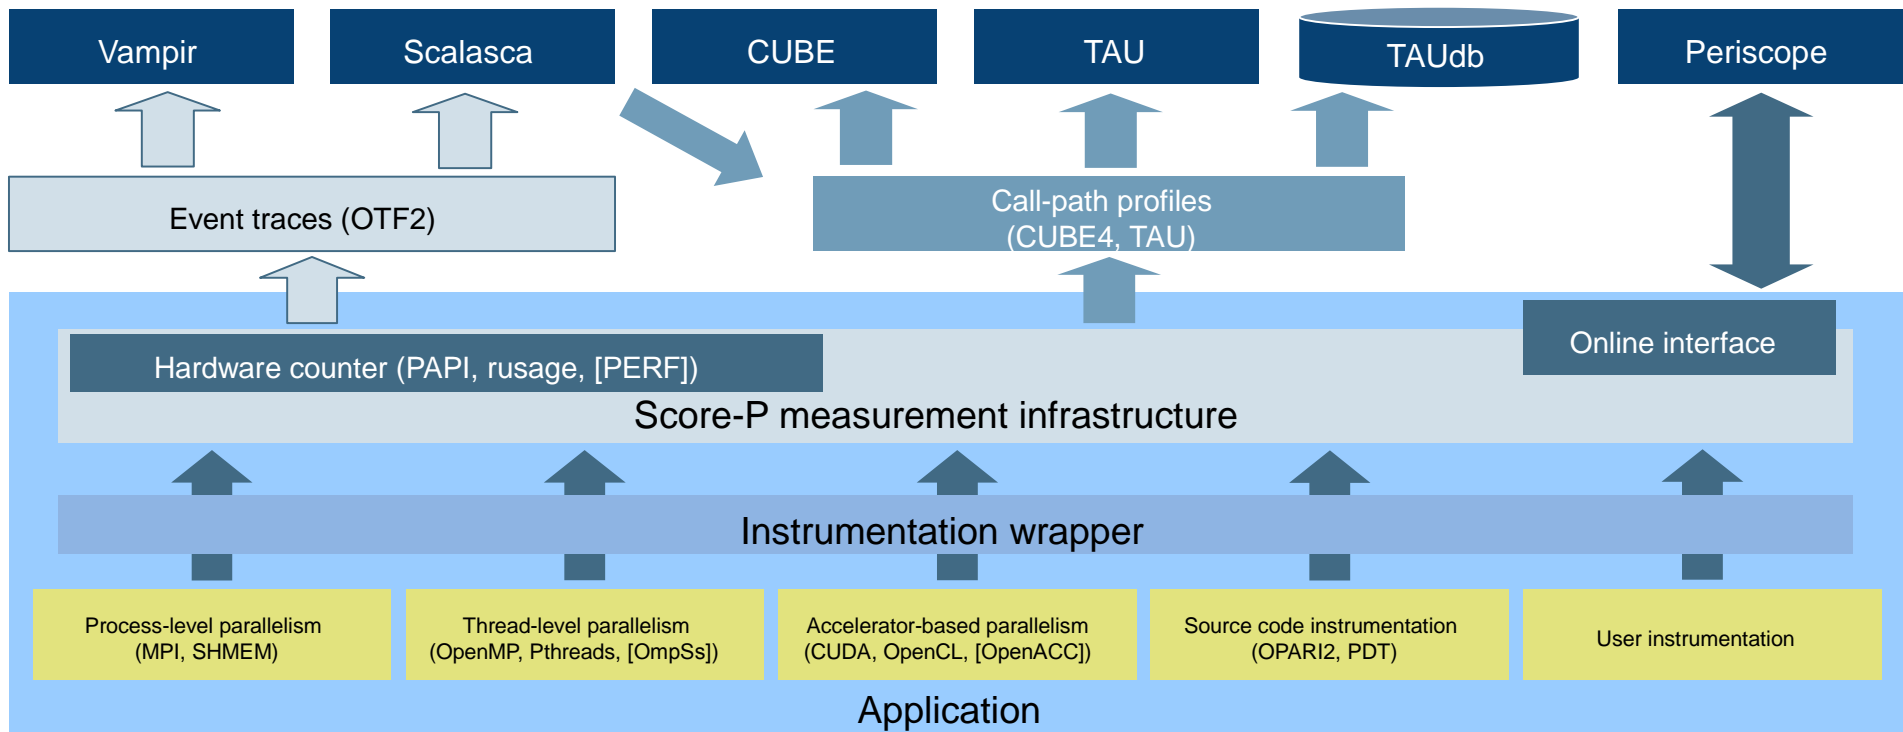 Vampir
Scalasca
CUBE
TAU
TAUdb
Periscope
Event traces (OTF2)
Call-path profiles
(CUBE4, TAU)
Online interface
Hardware counter (PAPI, rusage, [PERF])
Score-P measurement infrastructure
Instrumentation wrapper
Process-level parallelism
(MPI, SHMEM)
Thread-level parallelism
(OpenMP, Pthreads, [OmpSs])
Accelerator-based parallelism
(CUDA, OpenCL, [OpenACC])
Source code instrumentation
(OPARI2, PDT)
User instrumentation
Application